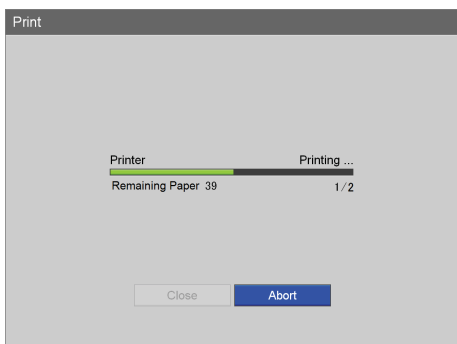 Print
Printer Printing ...
Remaining Paper 39 1/2
Close Abort